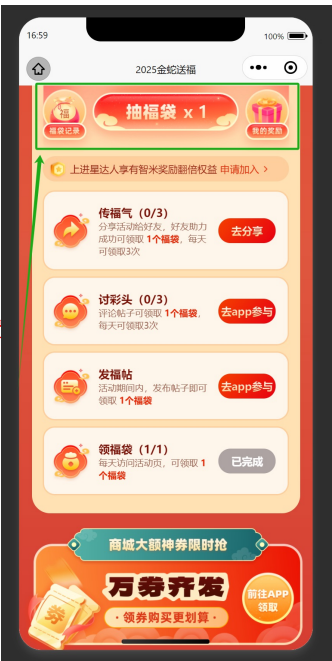 16:59
100%
2025金蛇送福
福
抽福袋 x 1
福袋记录
我的奖励
上进星达人享有智米奖励翻倍权益 申请加入 >
传福气（0/3）
分享活动给好友，好友助力
成功可领取 1个福袋，每天
可领取3次
去分享
讨彩头（0/3）
评论帖子可领取 1个福袋，
每天可领取3次
去app参与
发福帖
活动期间内，发布帖子即可
领取 1个福袋
去app参与
领福袋（1/1）
每天访问活动页，可领取 1
个福袋
已完成
商城大额神券限时抢
万券齐发
券
·领券购买更划算·
前往APP
领取